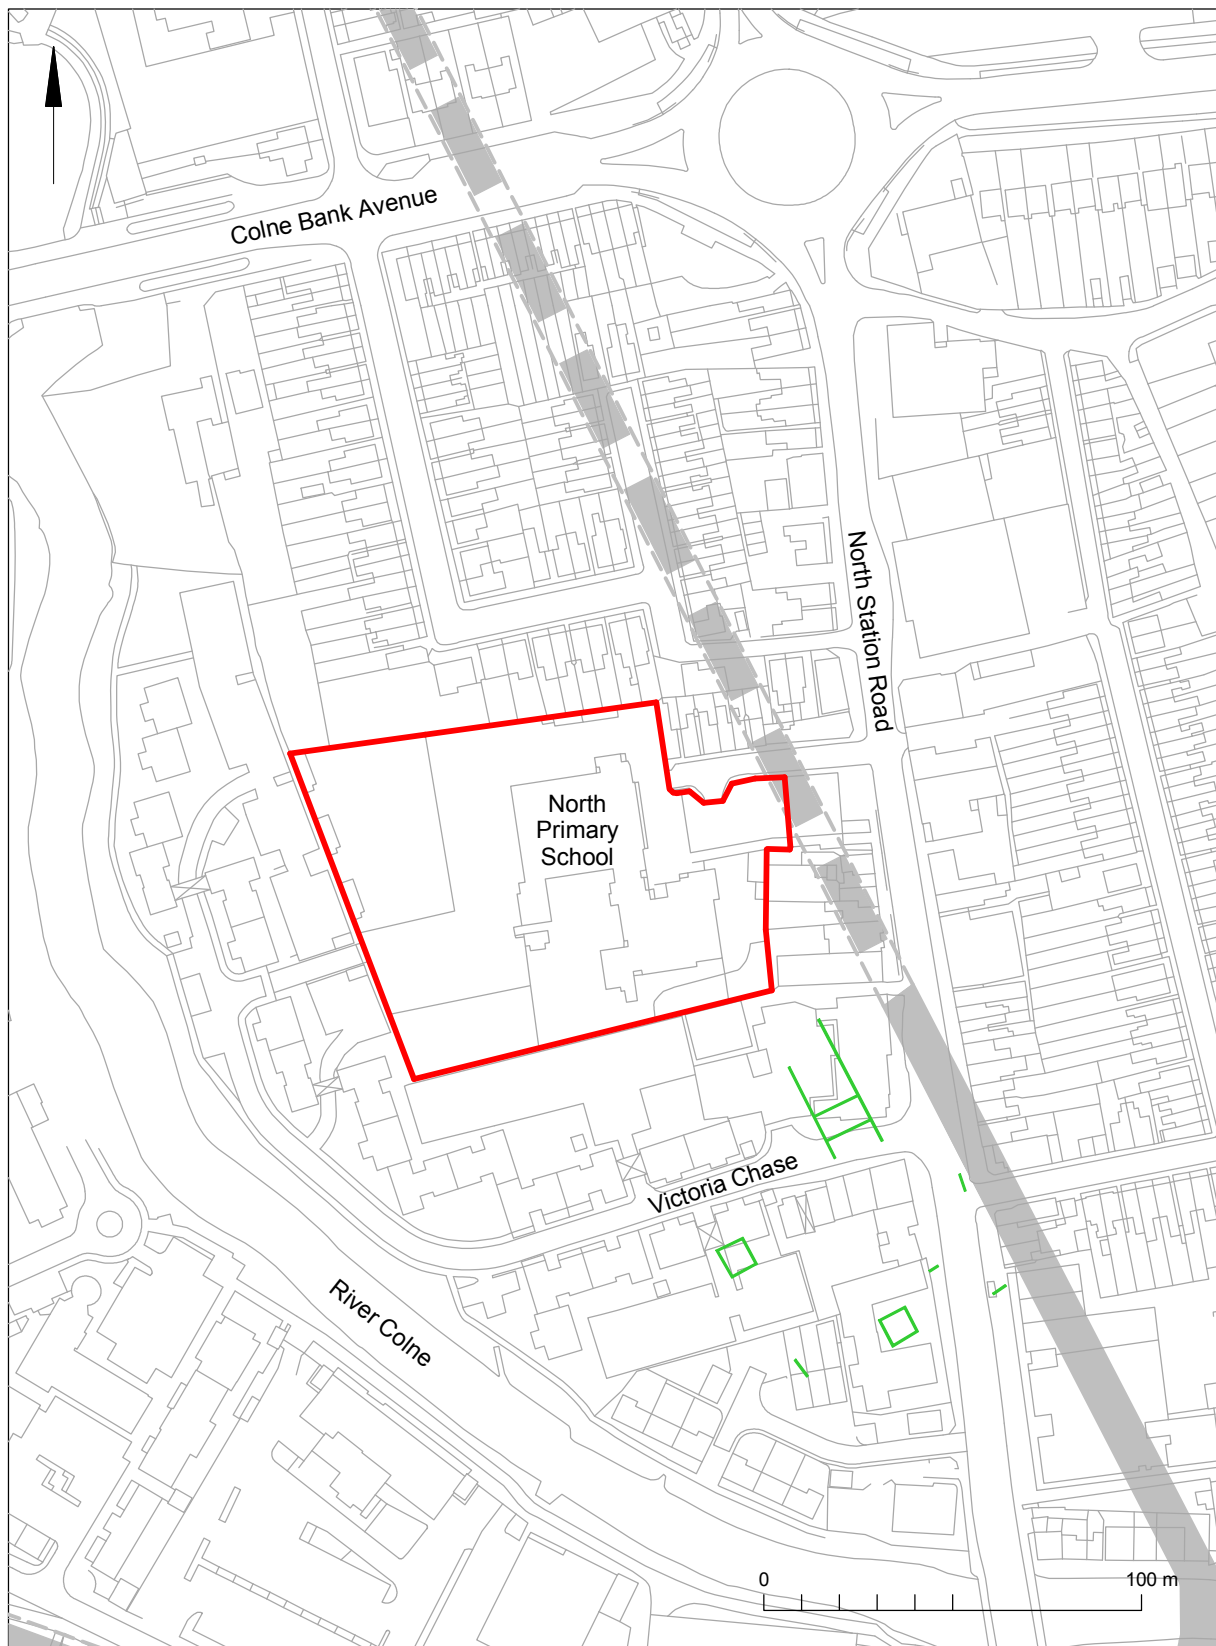 Colne Bank Avenue
North Station Road
North
Primary
School
Victoria Chase
River Colne
0
100 m